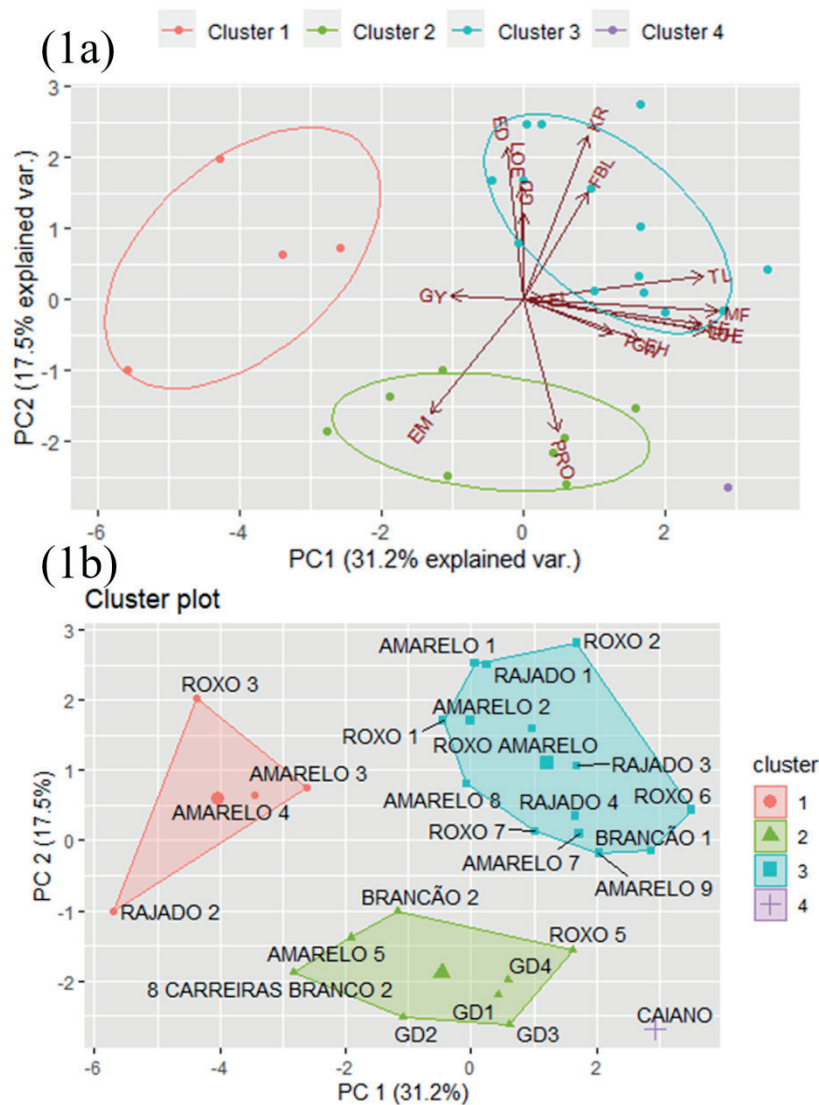 (1a)
Cluster 1 Cluster 2 Cluster 3 Cluster 4
3
2
1
0
-1
-2
PC2 (17.5% explained var.)
ED
LOE
GD
KR
FBL
TL
MF
GY
EM
PRO
-6 -4 -2 0 2
PC1 (31.2% explained var.)
(1b)
Cluster plot
3
2
1
0
-1
-2
PC 2 (17.5%)
AMARELO 1
ROXO 2
RAJADO 1
ROXO 3
AMARELO 2
ROXO 1
ROXO AMARELO
AMARELO 3
RAJADO 3
AMARELO 4
AMARELO 8
RAJADO 4
ROXO 6
ROXO 7
BRANCÃO 1
AMARELO 7
AMARELO 9
RAJADO 2
BRANCÃO 2
AMARELO 5
ROXO 5
8 CARREIRAS BRANCO 2
GD4
GD1
GD2
GD3
CAIANO
-6 -4 -2 0 2
PC 1 (31.2%)
cluster
1
2
3
4